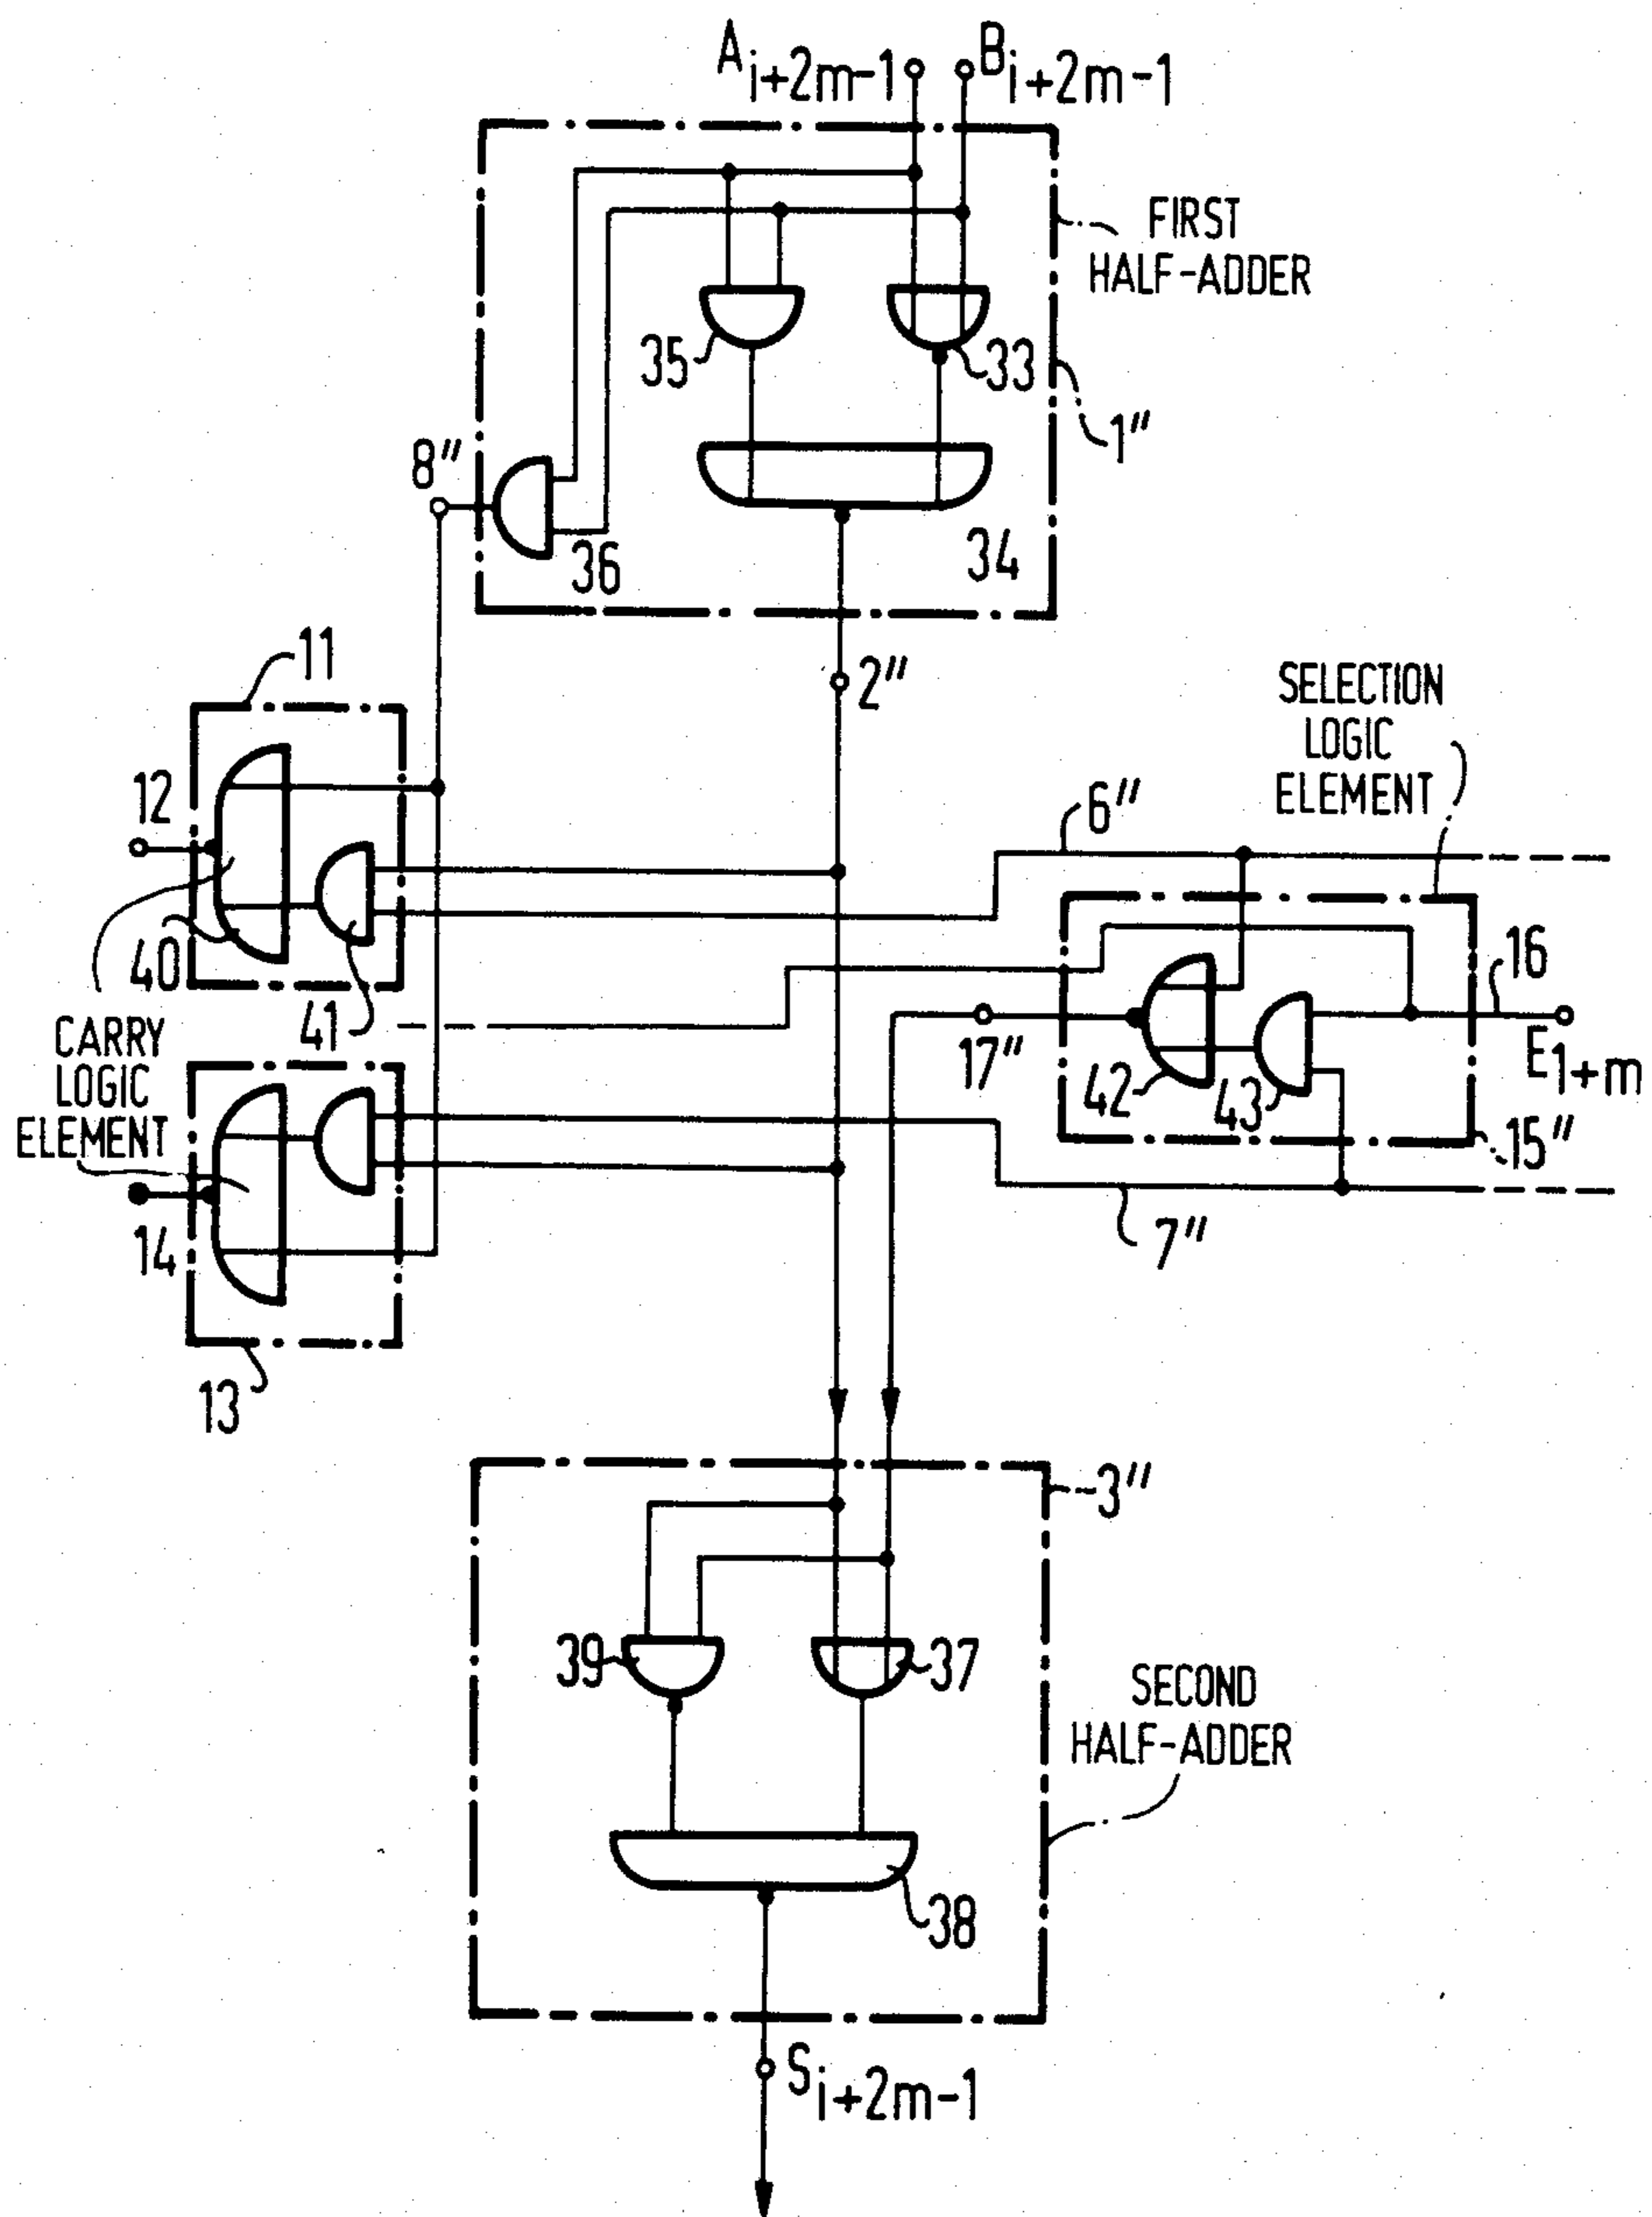 A i+2m-1 B i+2m-1
FIRST
HALF-ADDER
35
33
1"
8"
36
34
11
2"
SELECTION
LOGIC
ELEMENT
12
6"
40
41
16
CARRY
LOGIC
ELEMENT
17"
42
43
E1+m
15"
14
7"
13
3"
39
37
SECOND
HALF-ADDER
38
S i+2m-1